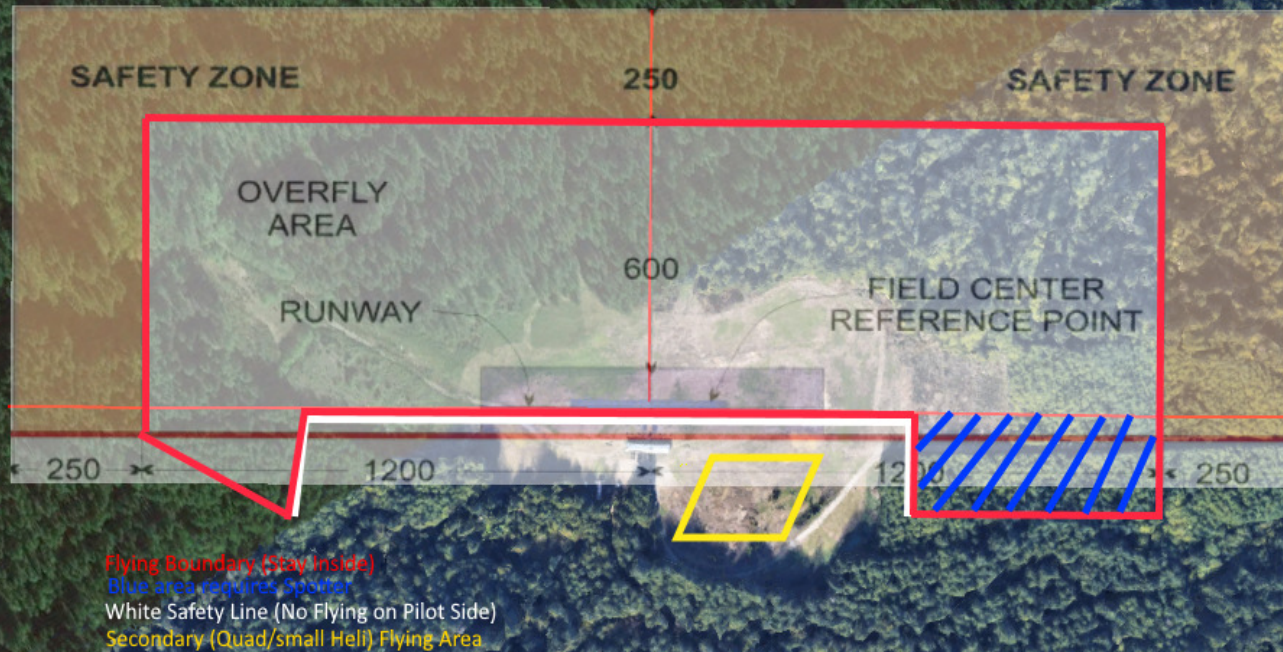 SAFETY ZONE
250
SAFETY ZONE
OVERFLY
AREA
600
RUNWAY
FIELD CENTER
REFERENCE POINT
250
1200
1200
250
Flying Boundary (Stay Inside)
Blue area requires Spotter
White Safety Line (No Flying on Pilot Side)
Secondary (Quad/small Heli) Flying Area